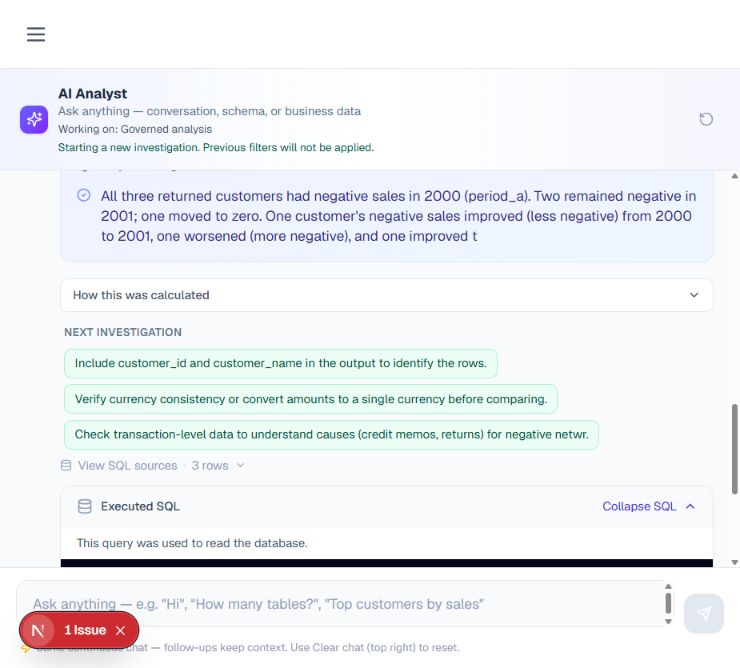 AI Analyst
Ask anything — conversation, schema, or business data
Working on: Governed analysis
Starting a new investigation. Previous filters will not be applied.
All three returned customers had negative sales in 2000 (period_a). Two remained negative in
2001; one moved to zero. One customer's negative sales improved (less negative) from 2000
to 2001, one worsened (more negative), and one improved t
How this was calculated
NEXT INVESTIGATION
Include customer_id and customer_name in the output to identify the rows.
Verify currency consistency or convert amounts to a single currency before comparing.
Check transaction-level data to understand causes (credit memos, returns) for negative netwr.
View SQL sources · 3 rows
Executed SQL
Collapse SQL
This query was used to read the database.
Ask anything — e.g. "Hi", "How many tables?", "Top customers by sales"
N 1 Issue
chat — follow-ups keep context. Use Clear chat (top right) to reset.